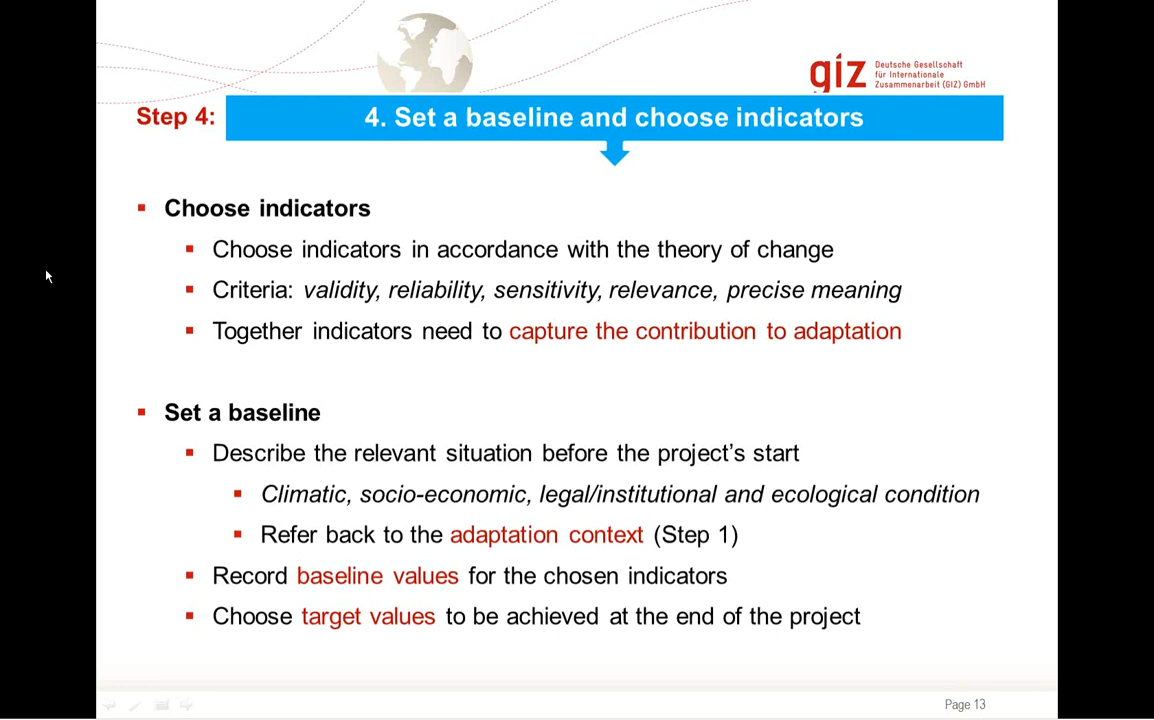 giz
Deutsche Gesellschaft
für Internationale
Zusammenarbeit (GIZ) GmbH
Step 4:
4. Set a baseline and choose indicators
Choose indicators
Choose indicators in accordance with the theory of change
Criteria: validity, reliability, sensitivity, relevance, precise meaning
Together indicators need to capture the contribution to adaptation
Set a baseline
Describe the relevant situation before the project’s start
Climatic, socio-economic, legal/institutional and ecological condition
Refer back to the adaptation context (Step 1)
Record baseline values for the chosen indicators
Choose target values to be achieved at the end of the project
Page 13